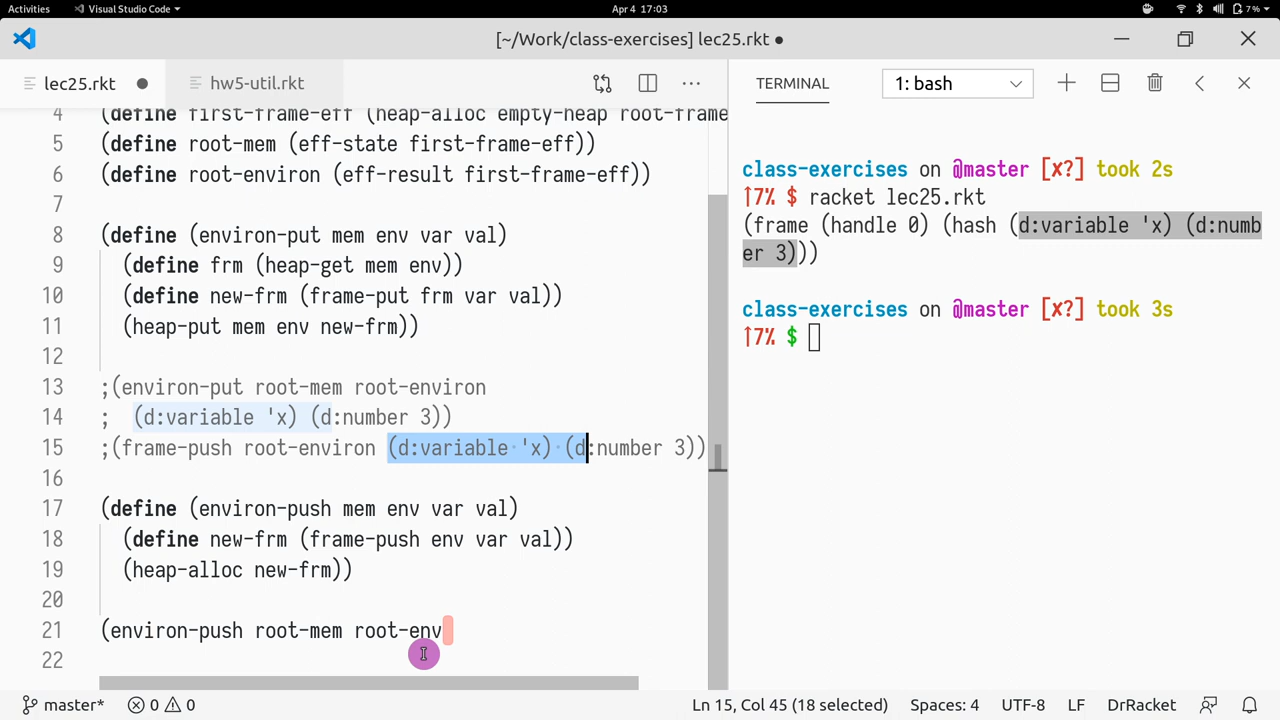 Activities Visual Studio Code Apr 4 17:03 7%
[~/Work/class-exercises] lec25.rkt ●
lec25.rkt ● hw5-util.rkt ... TERMINAL 1: bash
4 (define first-frame-eff (heap-alloc empty-heap root-frame
5 (define root-mem (eff-state first-frame-eff))
6 (define root-environ (eff-result first-frame-eff))
7
8 (define (environ-put mem env var val)
9 (define frm (heap-get mem env))
10 (define new-frm (frame-put frm var val))
11 (heap-put mem env new-frm))
12
13 ;(environ-put root-mem root-environ
14 ; (d:variable 'x) (d:number 3))
15 ;(frame-push root-environ (d:variable 'x) (d:number 3))
16
17 (define (environ-push mem env var val)
18 (define new-frm (frame-push env var val))
19 (heap-alloc new-frm))
20
21 (environ-push root-mem root-env
22
class-exercises on @master [✘?] took 2s
↑7% $ racket lec25.rkt
(frame (handle 0) (hash (d:variable 'x) (d:numb
er 3)))
class-exercises on @master [✘?] took 3s
↑7% $
master* 0 0 Ln 15, Col 45 (18 selected) Spaces: 4 UTF-8 LF DrRacket